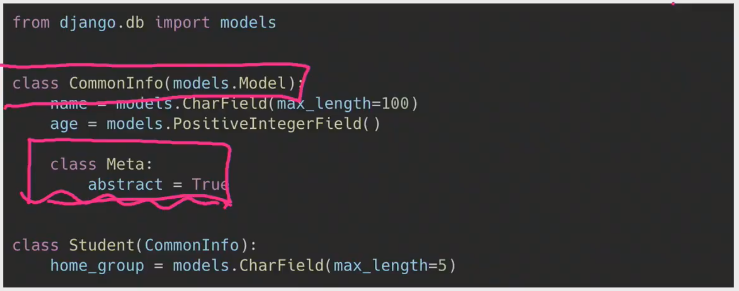 from django.db import models
class CommonInfo(models.Model):
name = models.CharField(max_length=100)
age = models.PositiveIntegerField()
class Meta:
abstract = True
class Student(CommonInfo):
home_group = models.CharField(max_length=5)